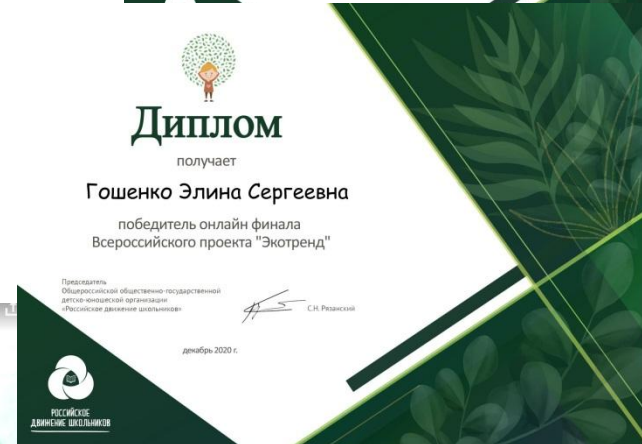 Диплом
получает
Гошенко Элина Сергеевна
победитель онлайн финала
Всероссийского проекта "Экотренд"
Председатель
Общероссийской общественно-государственной
детско-юношеской организации
«Российское движение школьников»
С.Н. Рязанский
декабрь 2020 г.
РОССИЙСКОЕ
ДВИЖЕНИЕ ШКОЛЬНИКОВ